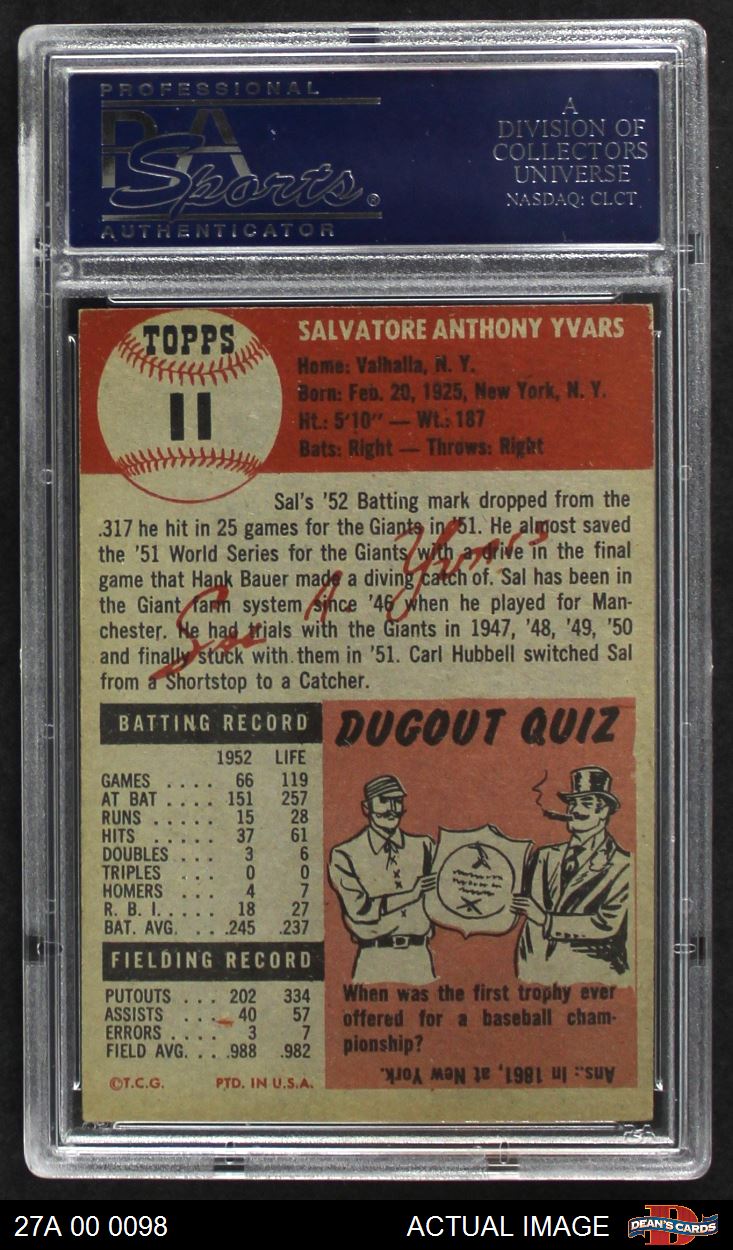 PROFESSIONAL
PSA
Sports®
AUTHENTICATOR
A
DIVISION OF
COLLECTORS
UNIVERSE
NASDAQ: CLCT
TOPPS
11
SALVATORE ANTHONY YVARS
Home: Valhalla, N. Y.
Born: Feb. 20, 1925, New York, N. Y.
Ht.: 5'10" — Wt.: 187
Bats: Right — Throws: Right
Sal's '52 Batting mark dropped from the
.317 he hit in 25 games for the Giants in '51. He almost saved
the '51 World Series for the Giants with a drive in the final
game that Hank Bauer made a diving catch of. Sal has been in
the Giant farm system since '46 when he played for Man-
chester. He had trials with the Giants in 1947, '48, '49, '50
and finally stuck with them in '51. Carl Hubbell switched Sal
from a Shortstop to a Catcher.
Sal A. Yvars
BATTING RECORD
1952 LIFE
GAMES .... 66 119
AT BAT .... 151 257
RUNS ..... 15 28
HITS ..... 37 61
DOUBLES ... 3 6
TRIPLES ... 0 0
HOMERS ... 4 7
R. B. I. .... 18 27
BAT. AVG. ... .245 .237
FIELDING RECORD
PUTOUTS ... 202 334
ASSISTS ... 40 57
ERRORS .... 3 7
FIELD AVG. ... .988 .982
©T.C.G. PTD. IN U.S.A.
DUGOUT QUIZ
When was the first trophy ever
offered for a baseball cham-
pionship?
Ans.: In 1861, at New York.
PSA
27A 00 0098
ACTUAL IMAGE
DEAN'S CARDS